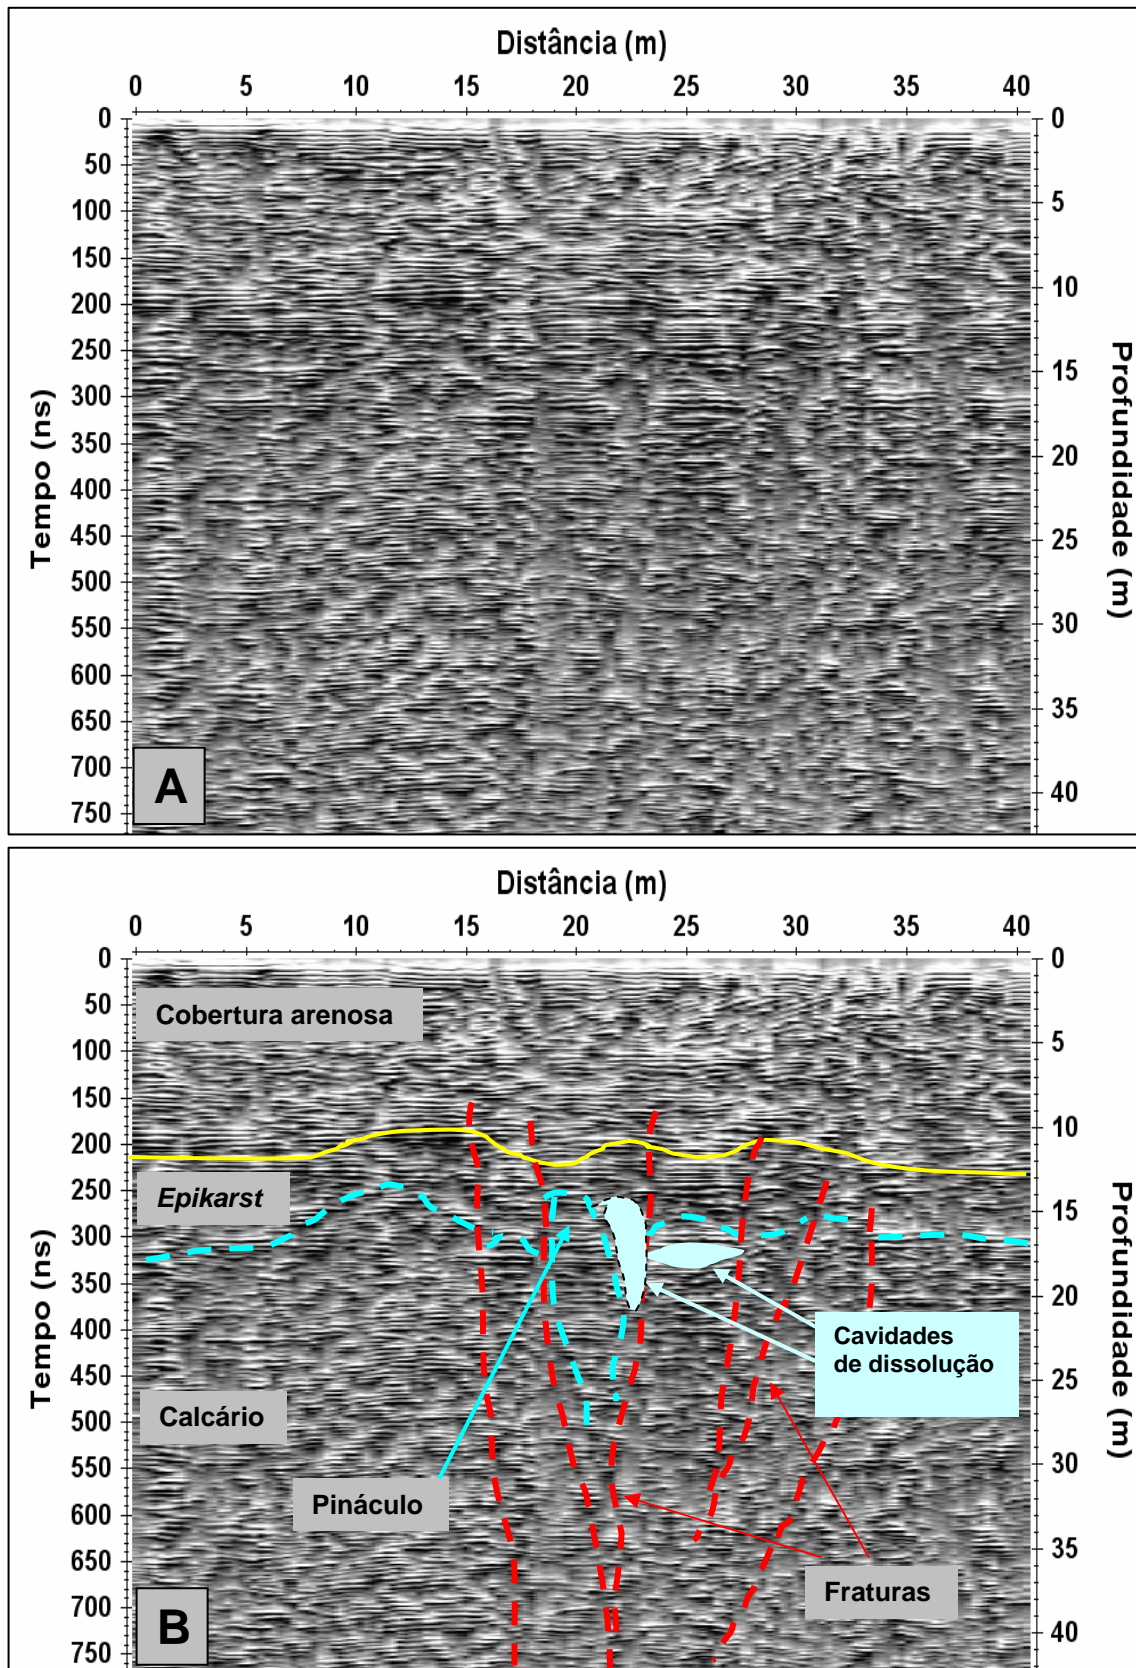 Distância (m)
0 5 10 15 20 25 30 35 40
0
50
100
150
200
250
300
350
400
450
500
550
600
650
700
750
Tempo (ns)
0
5
10
15
20
25
30
35
40
Profundidade (m)
A
Distância (m)
0 5 10 15 20 25 30 35 40
0
50
100
150
200
250
300
350
400
450
500
550
600
650
700
750
Tempo (ns)
0
5
10
15
20
25
30
35
40
Profundidade (m)
Cobertura arenosa
Epikarst
Cavidades
de dissolução
Calcário
Pináculo
Fraturas
B